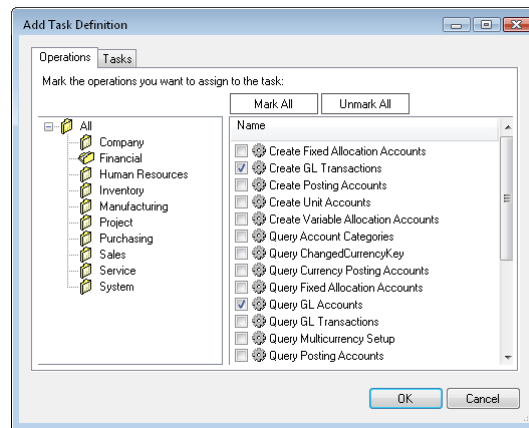 Add Task Definition
Operations
Tasks
Mark the operations you want to assign to the task:
Mark All
Unmark All
All
Company
Financial
Human Resources
Inventory
Manufacturing
Project
Purchasing
Sales
Service
System
Name
Create Fixed Allocation Accounts
Create GL Transactions
Create Posting Accounts
Create Unit Accounts
Create Variable Allocation Accounts
Query Account Categories
Query ChangedCurrencyKey
Query Currency Posting Accounts
Query Fixed Allocation Accounts
Query GL Accounts
Query GL Transactions
Query Multicurrency Setup
Query Posting Accounts
OK
Cancel